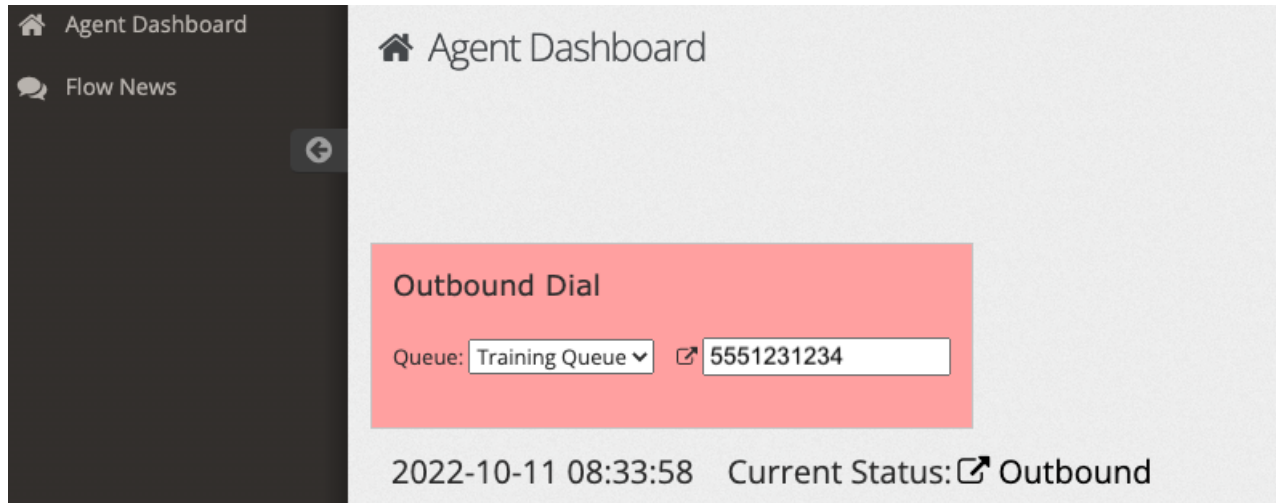 Agent Dashboard
Flow News
Agent Dashboard
Outbound Dial
Queue: Training Queue 5551231234
2022-10-11 08:33:58 Current Status: Outbound